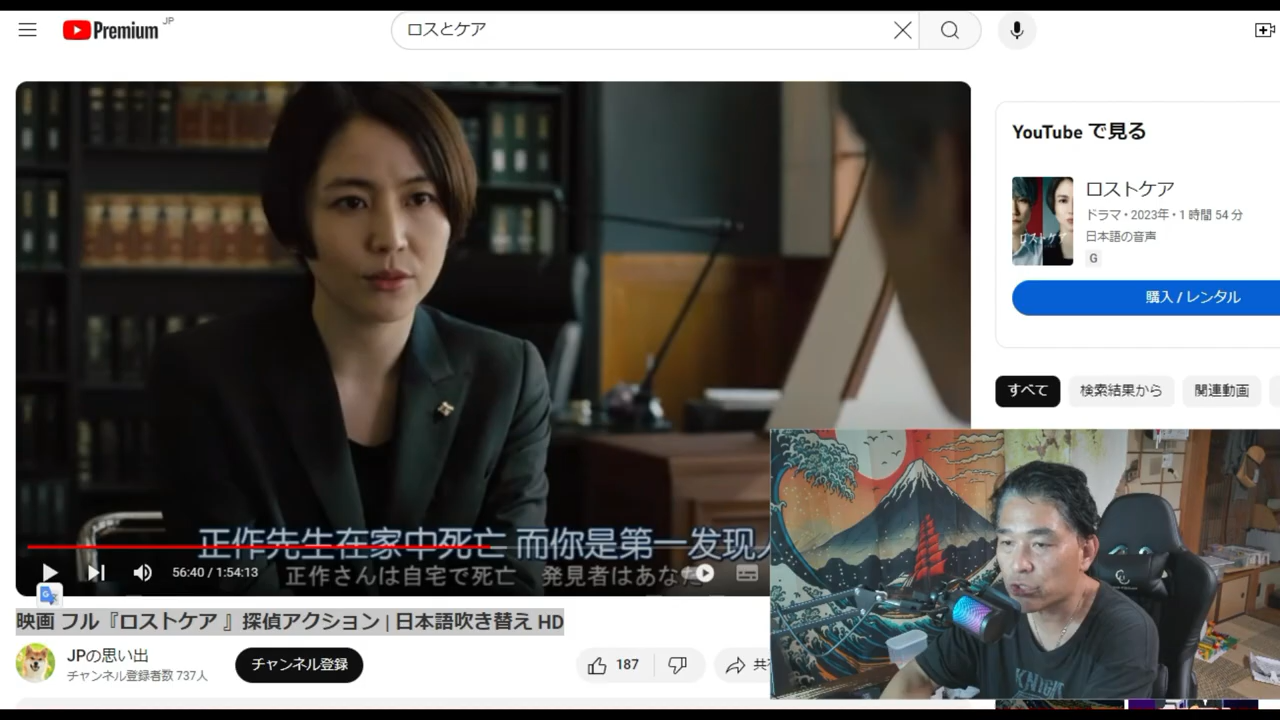 Premium JP
ロスとケア
YouTube で見る
ロストケア
ドラマ • 2023年 • 1 時間 54 分
日本語の音声
G
ロストケア
購入 / レンタル
すべて
検索結果から
関連動画
正作先生在家中死亡 而你是第一发现人
正作さんは自宅で死亡 発見者はあなた
56:40 / 1:54:13
映画 フル『ロストケア 』探偵アクション | 日本語吹き替え HD
JPの思い出
チャンネル登録者数 737人
チャンネル登録
187
KNIGHT